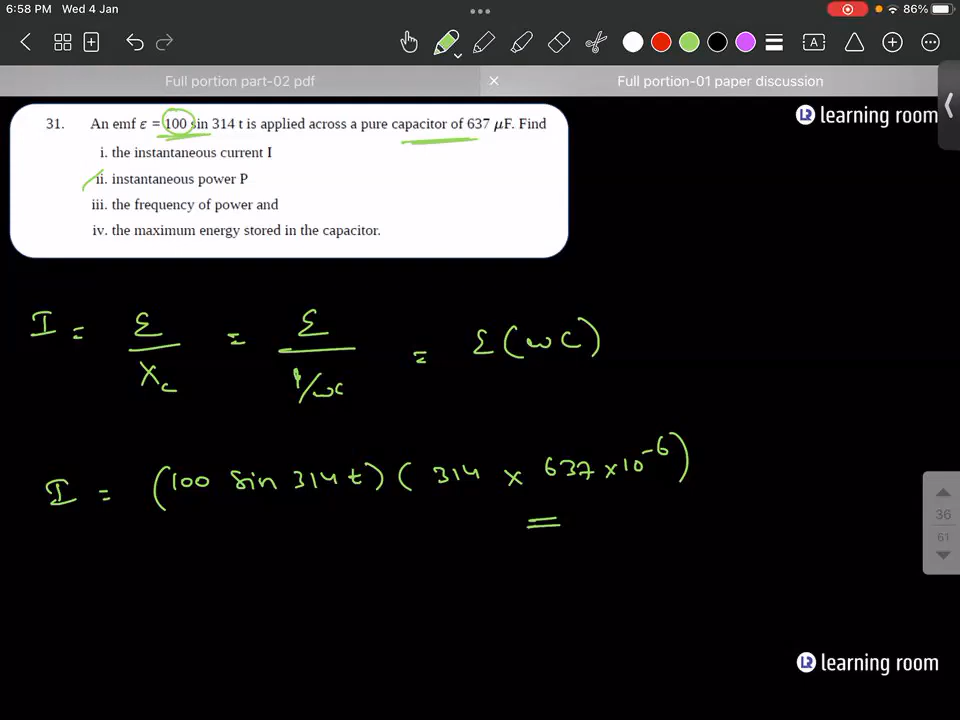 6:58 PM Wed 4 Jan
86%
A
Full portion part-02 pdf
Full portion-01 paper discussion
31. An emf ε = 100 sin 314 t is applied across a pure capacitor of 637 μF. Find
i. the instantaneous current I
ii. instantaneous power P
iii. the frequency of power and
iv. the maximum energy stored in the capacitor.
LR learning room
I = ε/X_c = ε/(1/ωC) = ε(ωC)
I = (100 sin 314t) (314 × 637×10⁻⁶)
36
61
LR learning room